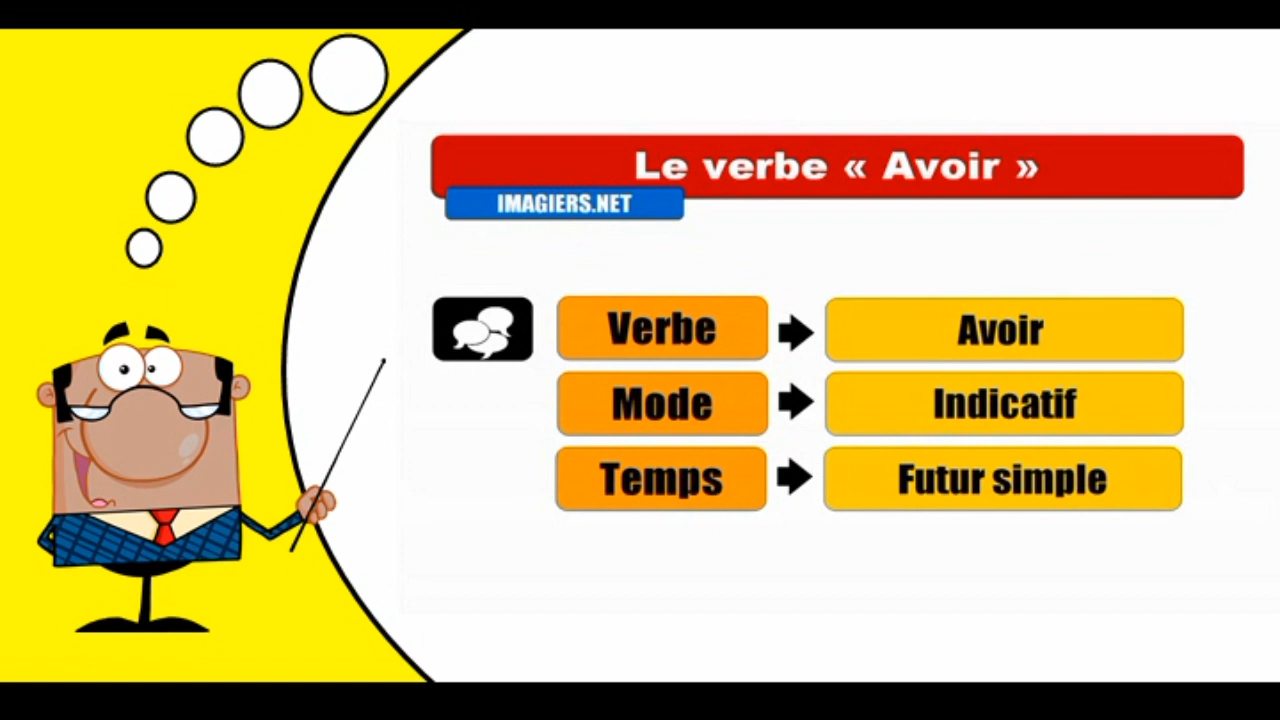 Le verbe « Avoir »
IMAGIERS.NET
Verbe Avoir
Mode Indicatif
Temps Futur simple